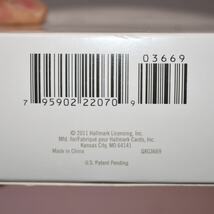 03669
7 95902 22070 9
© 2011 Hallmark Licensing, Inc.
Mfd. for/Fabriqué pour Hallmark Cards, Inc.
Kansas City, MO 64141
Made in China QXG3669
U.S. Patent Pending